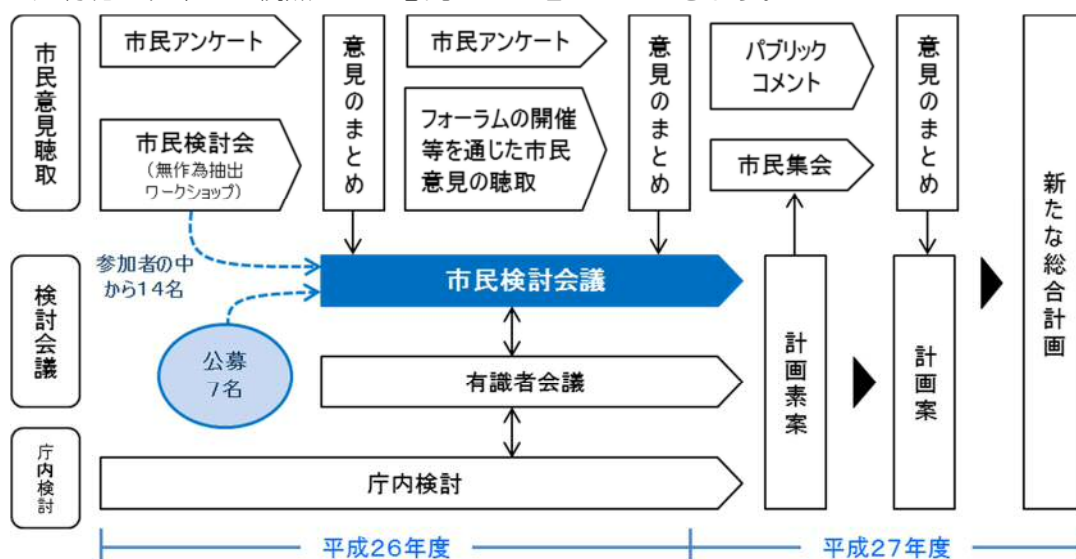 市民意見聴取
市民アンケート
市民検討会
(無作為抽出
ワークショップ)
意見のまとめ
市民アンケート
フォーラムの開催
等を通じた市民
意見の聴取
意見のまとめ
パブリック
コメント
市民集会
意見のまとめ
新たな総合計画
検討会議
参加者の中
から14名
公募
7名
市民検討会議
有識者会議
計画素案
計画案
庁内検討
庁内検討
平成26年度
平成27年度